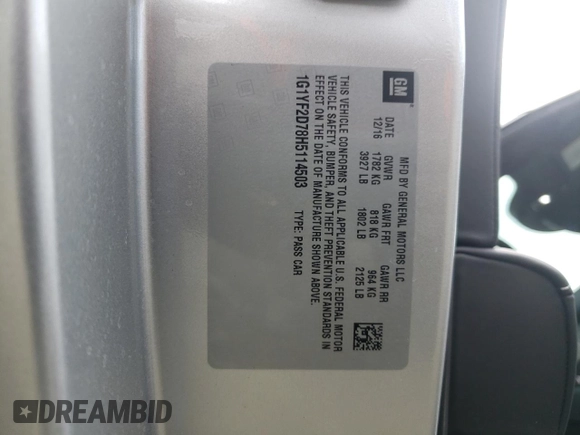 GM
MFD BY GENERAL MOTORS LLC
DATE GVWR GAWR FRT GAWR RR
12/16 1782 KG 818 KG 964 KG
3927 LB 1802 LB 2125 LB
THIS VEHICLE CONFORMS TO ALL APPLICABLE U.S. FEDERAL MOTOR
VEHICLE SAFETY, BUMPER, AND THEFT PREVENTION STANDARDS IN
EFFECT ON THE DATE OF MANUFACTURE SHOWN ABOVE.
1G1YF2D78H5114503 TYPE: PASS CAR
DREAMBID